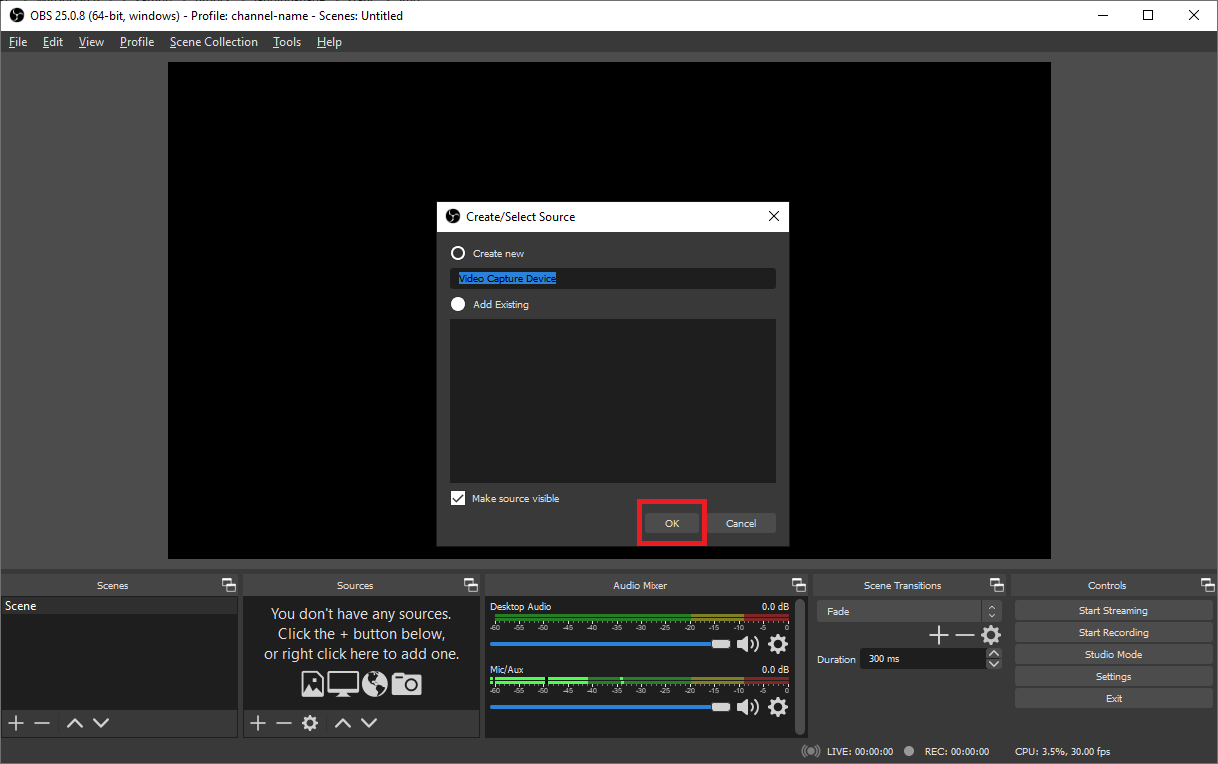 OBS 25.0.8 (64-bit, windows) - Profile: channel-name - Scenes: Untitled
File Edit View Profile Scene Collection Tools Help
Create/Select Source
Create new
Video Capture Device
Add Existing
Make source visible
OK Cancel
Scenes
Scene
Sources
You don't have any sources.
Click the + button below,
or right click here to add one.
Audio Mixer
Desktop Audio 0.0 dB
-60 -55 -50 -45 -40 -35 -30 -25 -20 -15 -10 -5 0
Mic/Aux 0.0 dB
-60 -55 -50 -45 -40 -35 -30 -25 -20 -15 -10 -5 0
Scene Transitions
Fade
Duration 300 ms
Controls
Start Streaming
Start Recording
Studio Mode
Settings
Exit
LIVE: 00:00:00 REC: 00:00:00 CPU: 3.5%, 30.00 fps